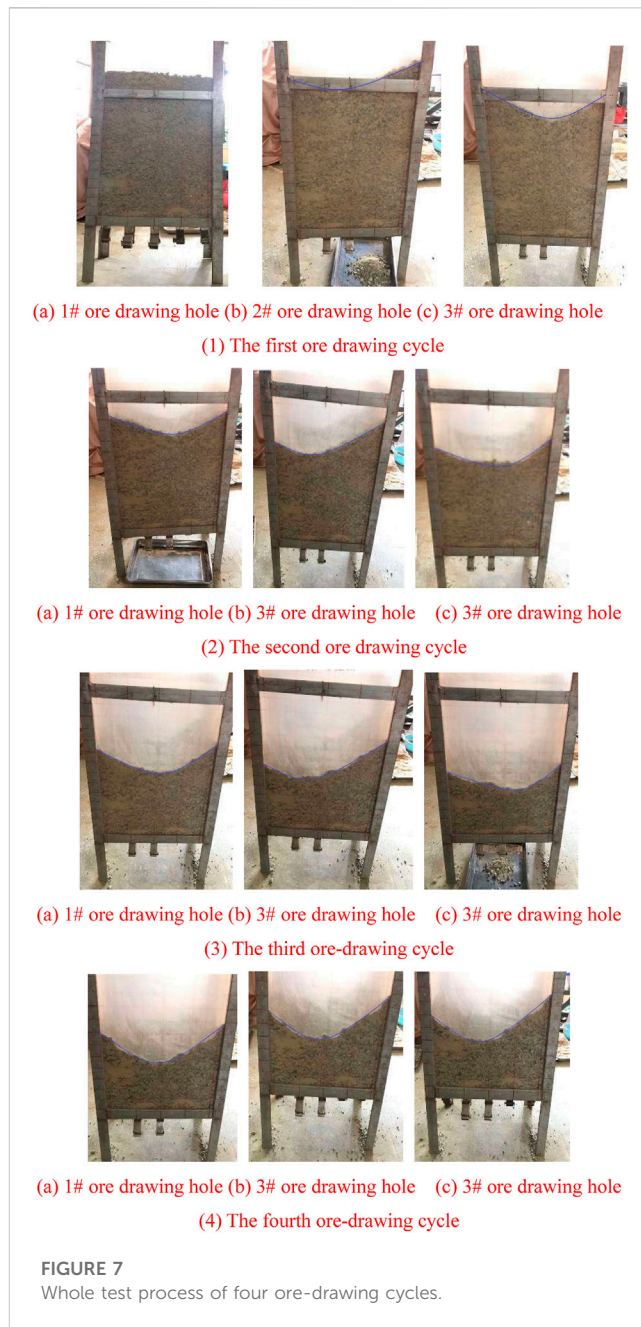 (a) 1# ore drawing hole (b) 2# ore drawing hole (c) 3# ore drawing hole
(1) The first ore drawing cycle
(a) 1# ore drawing hole (b) 3# ore drawing hole (c) 3# ore drawing hole
(2) The second ore drawing cycle
(a) 1# ore drawing hole (b) 3# ore drawing hole (c) 3# ore drawing hole
(3) The third ore-drawing cycle
(a) 1# ore drawing hole (b) 3# ore drawing hole (c) 3# ore drawing hole
(4) The fourth ore-drawing cycle
FIGURE 7
Whole test process of four ore-drawing cycles.